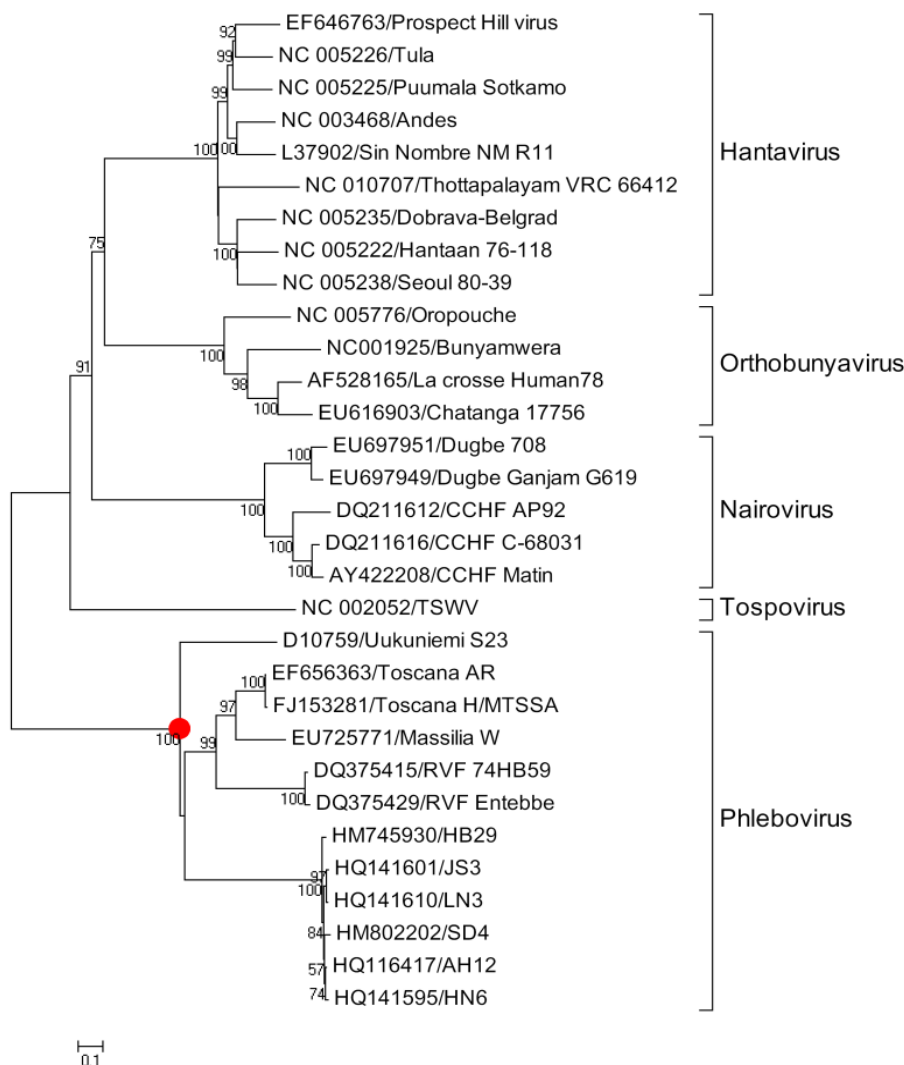 92
EF646763/Prospect Hill virus
99
NC 005226/Tula
99
NC 005225/Puumala Sotkamo
NC 003468/Andes
100
L37902/Sin Nombre NM R11
NC 010707/Thottapalayam VRC 66412
NC 005235/Dobrava-Belgrad
100
NC 005222/Hantaan 76-118
NC 005238/Seoul 80-39
Hantavirus
75
NC 005776/Oropouche
100
NC001925/Bunyamwera
98
AF528165/La crosse Human78
100
EU616903/Chatanga 17756
Orthobunyavirus
91
EU697951/Dugbe 708
100
EU697949/Dugbe Ganjam G619
100
DQ211612/CCHF AP92
100
DQ211616/CCHF C-68031
100
AY422208/CCHF Matin
Nairovirus
NC 002052/TSWV
Tospovirus
D10759/Uukuniemi S23
100
EF656363/Toscana AR
100
FJ153281/Toscana H/MTSSA
97
EU725771/Massilia W
99
DQ375415/RVF 74HB59
100
DQ375429/RVF Entebbe
HM745930/HB29
HQ141601/JS3
97
100
HQ141610/LN3
84
HM802202/SD4
57
HQ116417/AH12
74
HQ141595/HN6
Phlebovirus
0.1